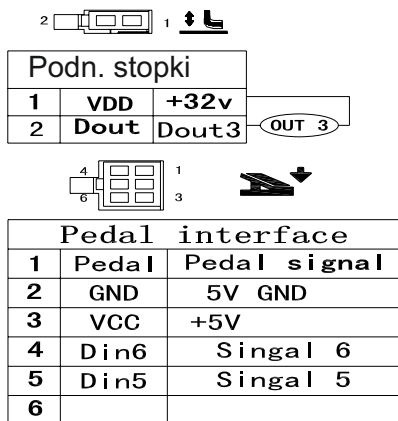 2 1
Podn. stopki
1 VDD +32v
2 Dout Dout3 OUT 3
4 1
6 3
Pedal interface
1 Pedal Pedal signal
2 GND 5V GND
3 VCC +5V
4 Din6 Singal 6
5 Din5 Singal 5
6